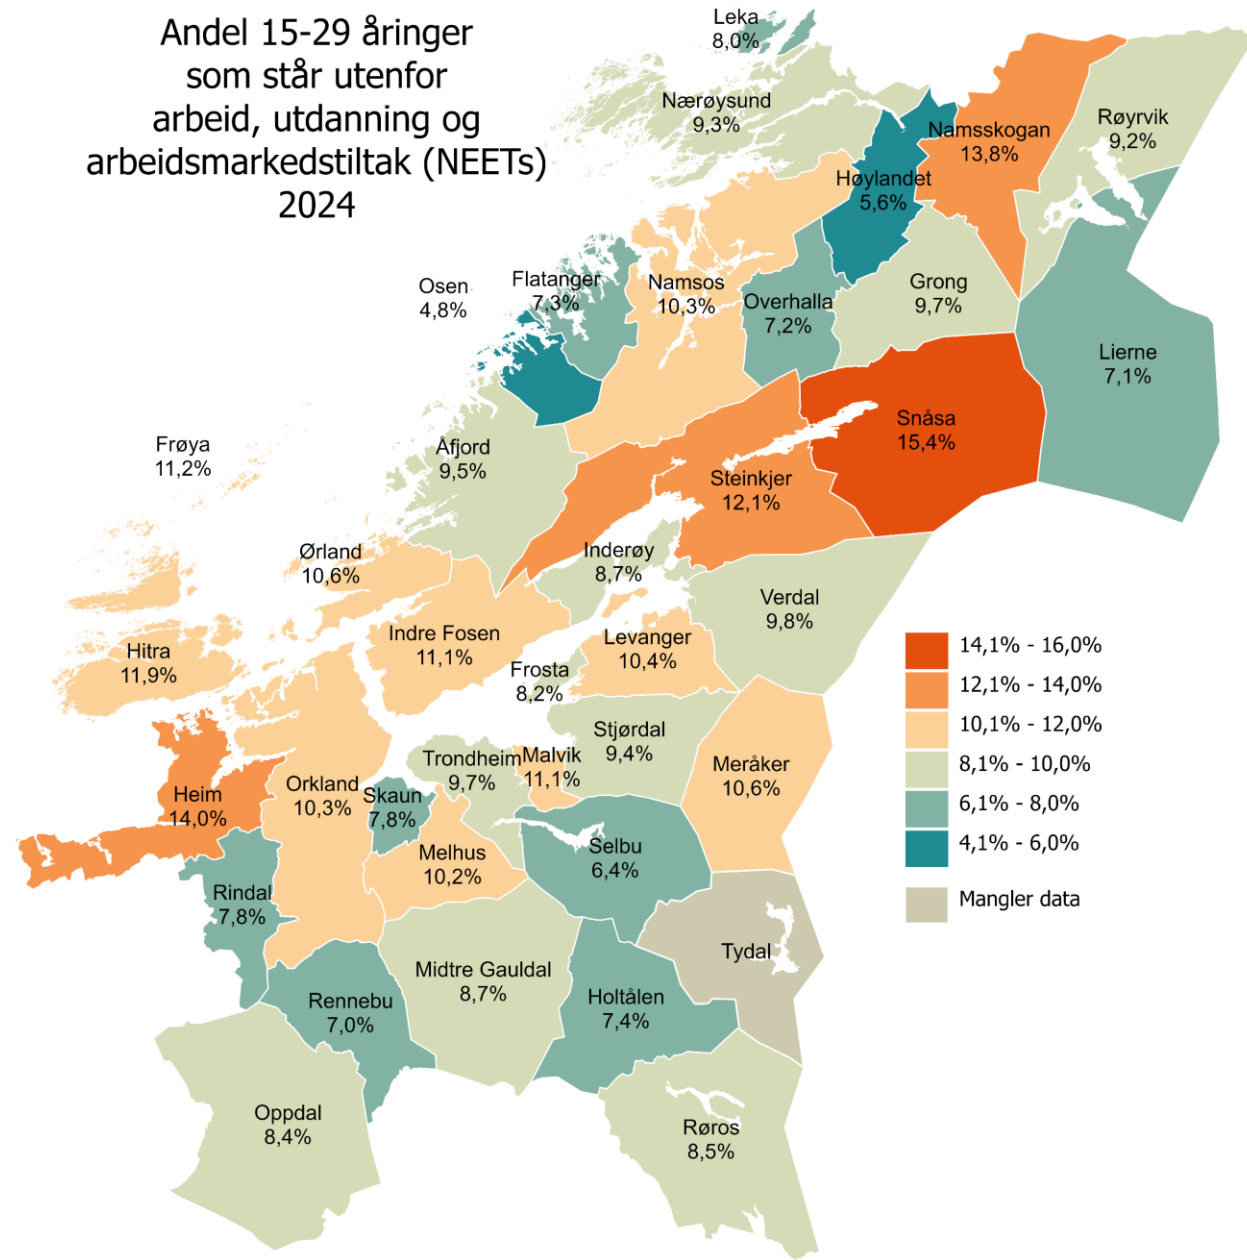 Andel 15-29 åringer
som står utenfor
arbeid, utdanning og
arbeidsmarkedstiltak (NEETs)
2024
Leka
8,0%
Nærøysund
9,3%
Namsskogan
13,8%
Røyrvik
9,2%
Høylandet
5,6%
Osen
4,8%
Flatanger
7,3%
Namsos
10,3%
Overhalla
7,2%
Grong
9,7%
Lierne
7,1%
Snåsa
15,4%
Frøya
11,2%
Åfjord
9,5%
Steinkjer
12,1%
Ørland
10,6%
Inderøy
8,7%
Verdal
9,8%
Hitra
11,9%
Indre Fosen
11,1%
Levanger
10,4%
Frosta
8,2%
Stjørdal
9,4%
Heim
14,0%
Orkland
10,3%
Skaun
7,8%
Trondheim
9,7%
Malvik
11,1%
Meråker
10,6%
Melhus
10,2%
Selbu
6,4%
Rindal
7,8%
Tydal
Midtre Gauldal
8,7%
Rennebu
7,0%
Holtålen
7,4%
Oppdal
8,4%
Røros
8,5%
14,1% - 16,0%
12,1% - 14,0%
10,1% - 12,0%
8,1% - 10,0%
6,1% - 8,0%
4,1% - 6,0%
Mangler data